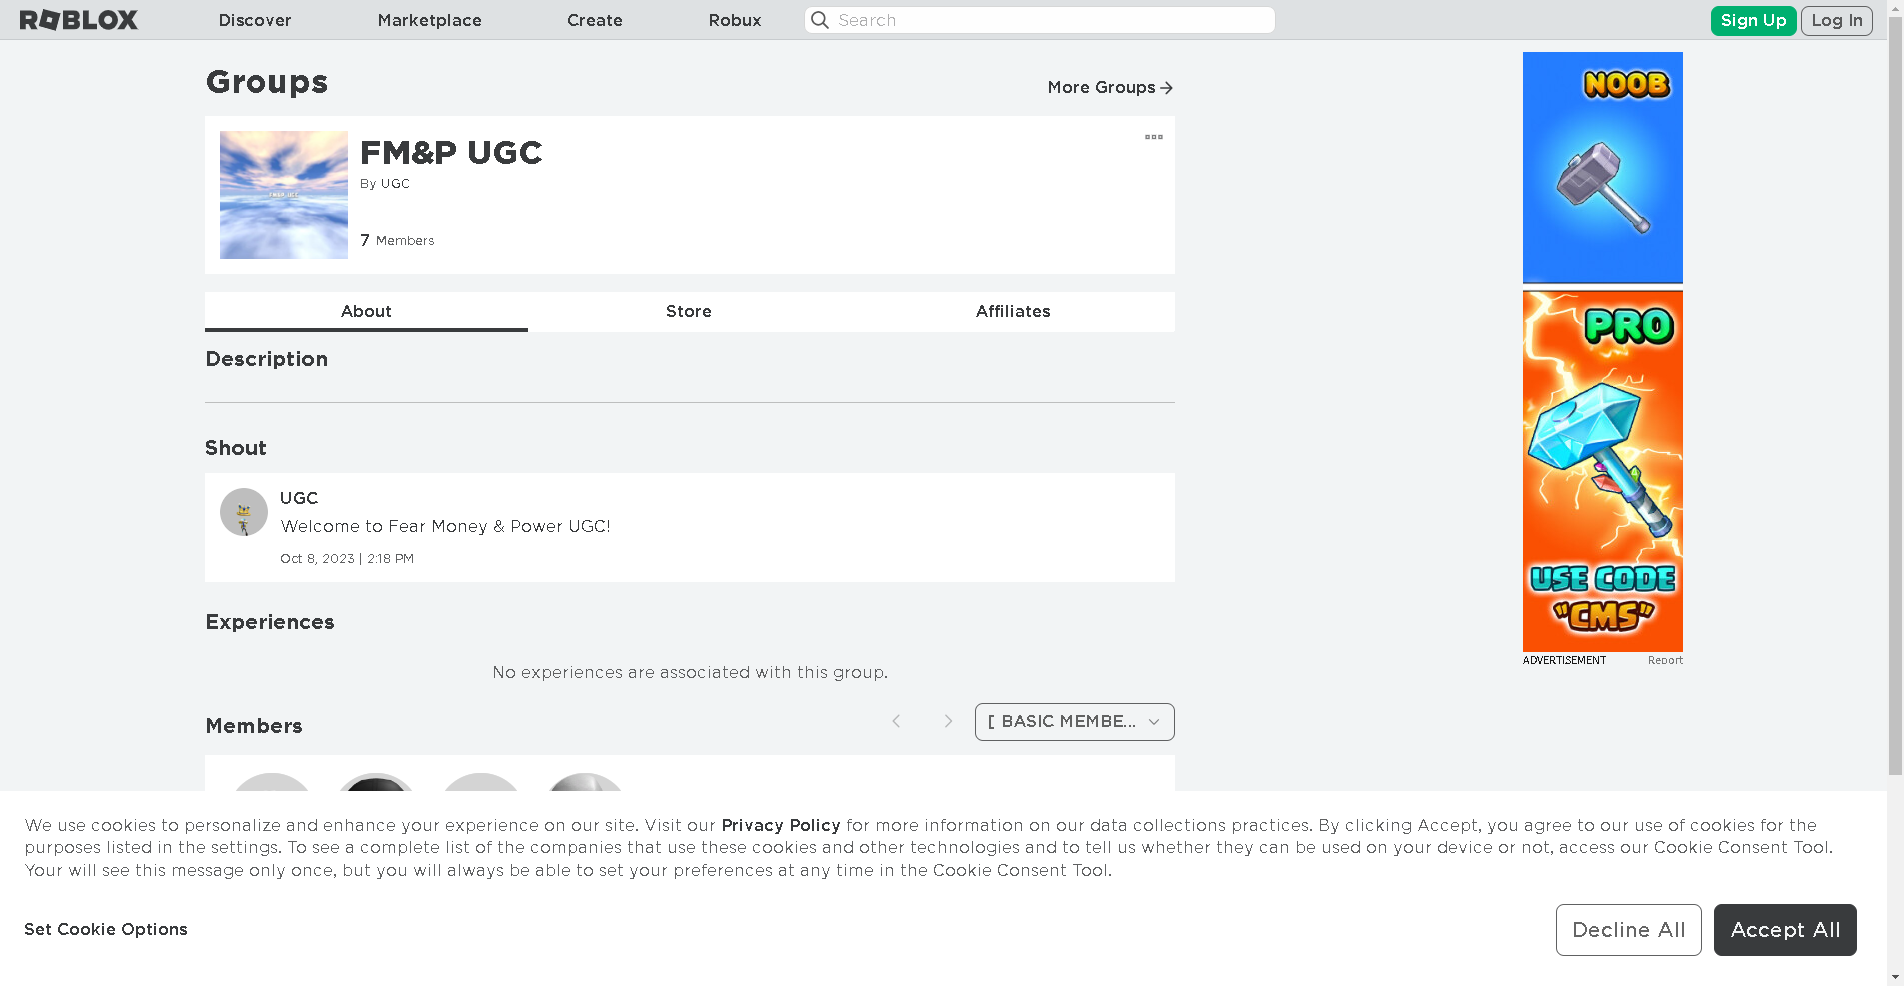 ROBLOX
Discover
Marketplace
Create
Robux
Search
Sign Up
Log In
Groups
More Groups
FM&P UGC
By UGC
7 Members
FM&P UGC
About
Store
Affiliates
Description
Shout
UGC
Welcome to Fear Money & Power UGC!
Oct 8, 2023 | 2:18 PM
Experiences
No experiences are associated with this group.
Members
[ BASIC MEMBE...
NOOB
PRO
USE CODE
"CMS"
ADVERTISEMENT
Report
We use cookies to personalize and enhance your experience on our site. Visit our Privacy Policy for more information on our data collections practices. By clicking Accept, you agree to our use of cookies for the
purposes listed in the settings. To see a complete list of the companies that use these cookies and other technologies and to tell us whether they can be used on your device or not, access our Cookie Consent Tool.
Your will see this message only once, but you will always be able to set your preferences at any time in the Cookie Consent Tool.
Set Cookie Options
Decline All
Accept All